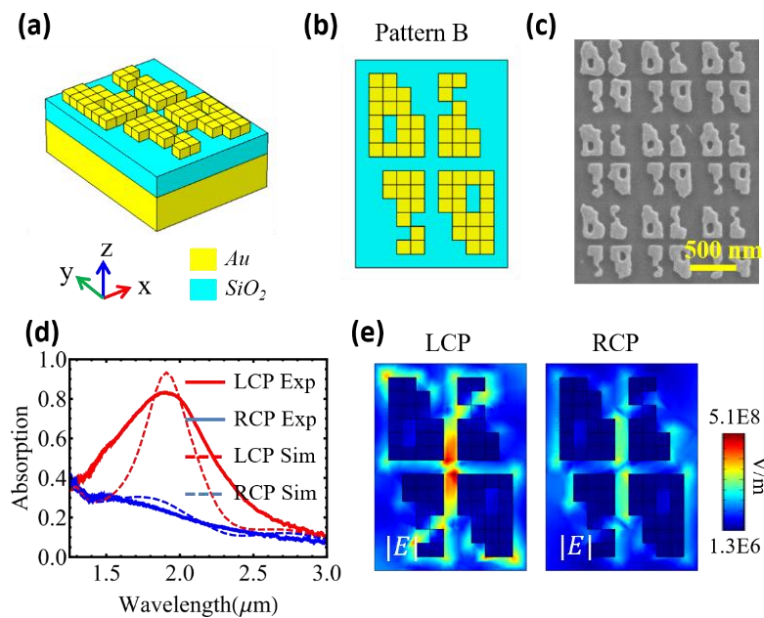 (a)
(b)
(c)
Pattern B
z
y
x
Au
SiO₂
500 nm
(d)
(e)
LCP
RCP
1.0
0.8
0.6
0.4
0.2
0.0
Absorption
LCP Exp
RCP Exp
LCP Sim
RCP Sim
1.5
2.0
2.5
3.0
Wavelength(μm)
|E|
|E|
5.1E8
V/m
1.3E6